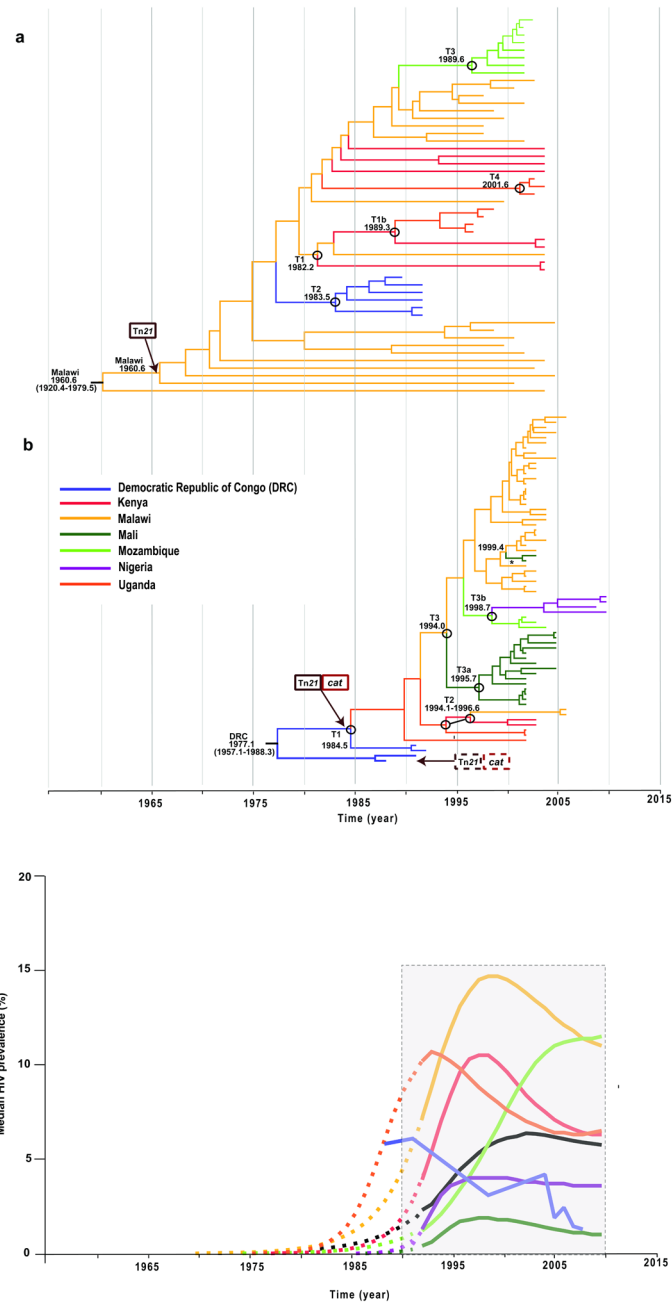 a
T3
1989.6
T4
2001.6
T1b
1989.3
T1
1982.2
T2
1983.5
Tn21
Malawi
1960.6
Malawi
1960.6
(1920.4-1979.5)
b
Democratic Republic of Congo (DRC)
Kenya
Malawi
Mali
Mozambique
Nigeria
Uganda
1999.4
*
T3b
1998.7
T3
1994.0
T3a
1995.7
T2
1994.1-1996.6
Tn21 cat
T1
1984.5
DRC
1977.1
(1957.1-1988.3)
Tn21 cat
1965 1975 1985 1995 2005 2015
Time (year)
20
15
10
5
0
Median HIV prevalence (%)
1965 1975 1985 1995 2005 2015
Time (year)